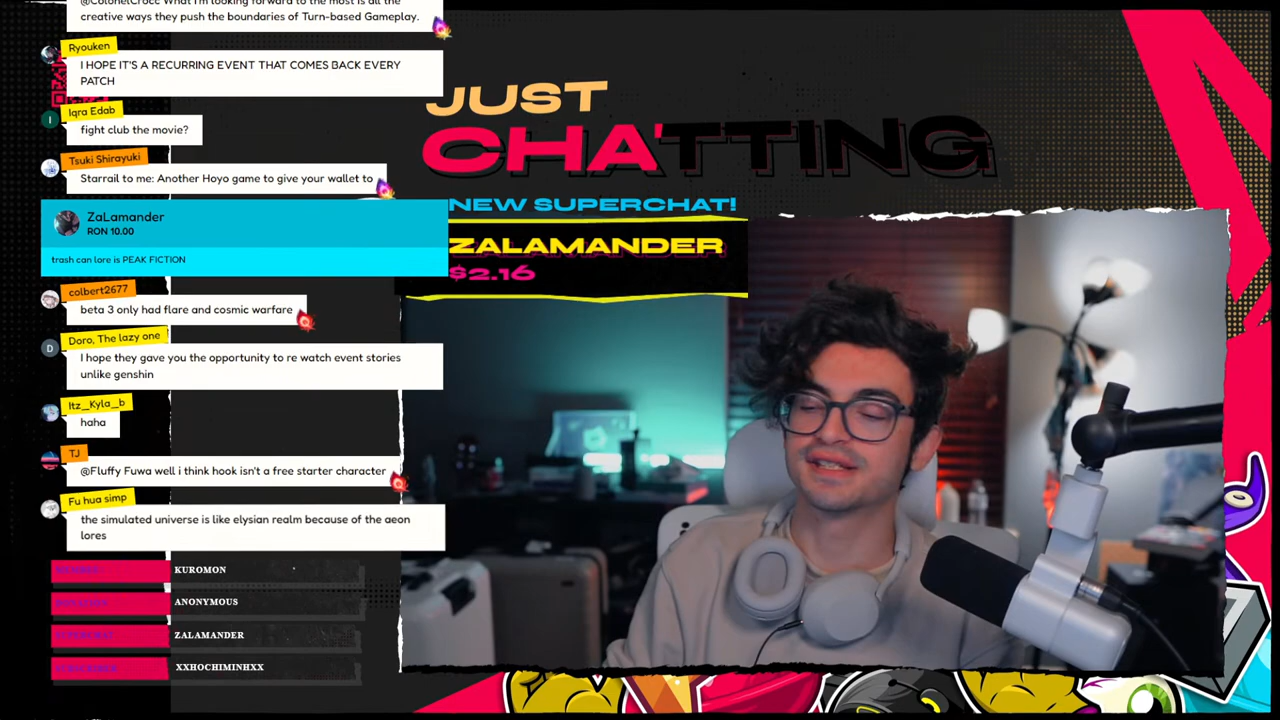 @ColonelCrocc What I'm looking forward to the most is all the
creative ways they push the boundaries of Turn-based Gameplay.
Ryouken
I HOPE IT'S A RECURRING EVENT THAT COMES BACK EVERY
PATCH
I
Iqra Edab
fight club the movie?
Tsuki Shirayuki
Starrail to me: Another Hoyo game to give your wallet to
ZaLamander
RON 10.00
trash can lore is PEAK FICTION
colbert2677
beta 3 only had flare and cosmic warfare
D
Doro, The lazy one
I hope they gave you the opportunity to re watch event stories
unlike genshin
Itz_Kyla_b
haha
TJ
@Fluffy Fuwa well i think hook isn't a free starter character
Fu hua simp
the simulated universe is like elysian realm because of the aeon
lores
KUROMON
ANONYMOUS
ZALAMANDER
XXHOCHIMINHXX
JUST
CHATTING
NEW SUPERCHAT!
ZALAMANDER
$2.16